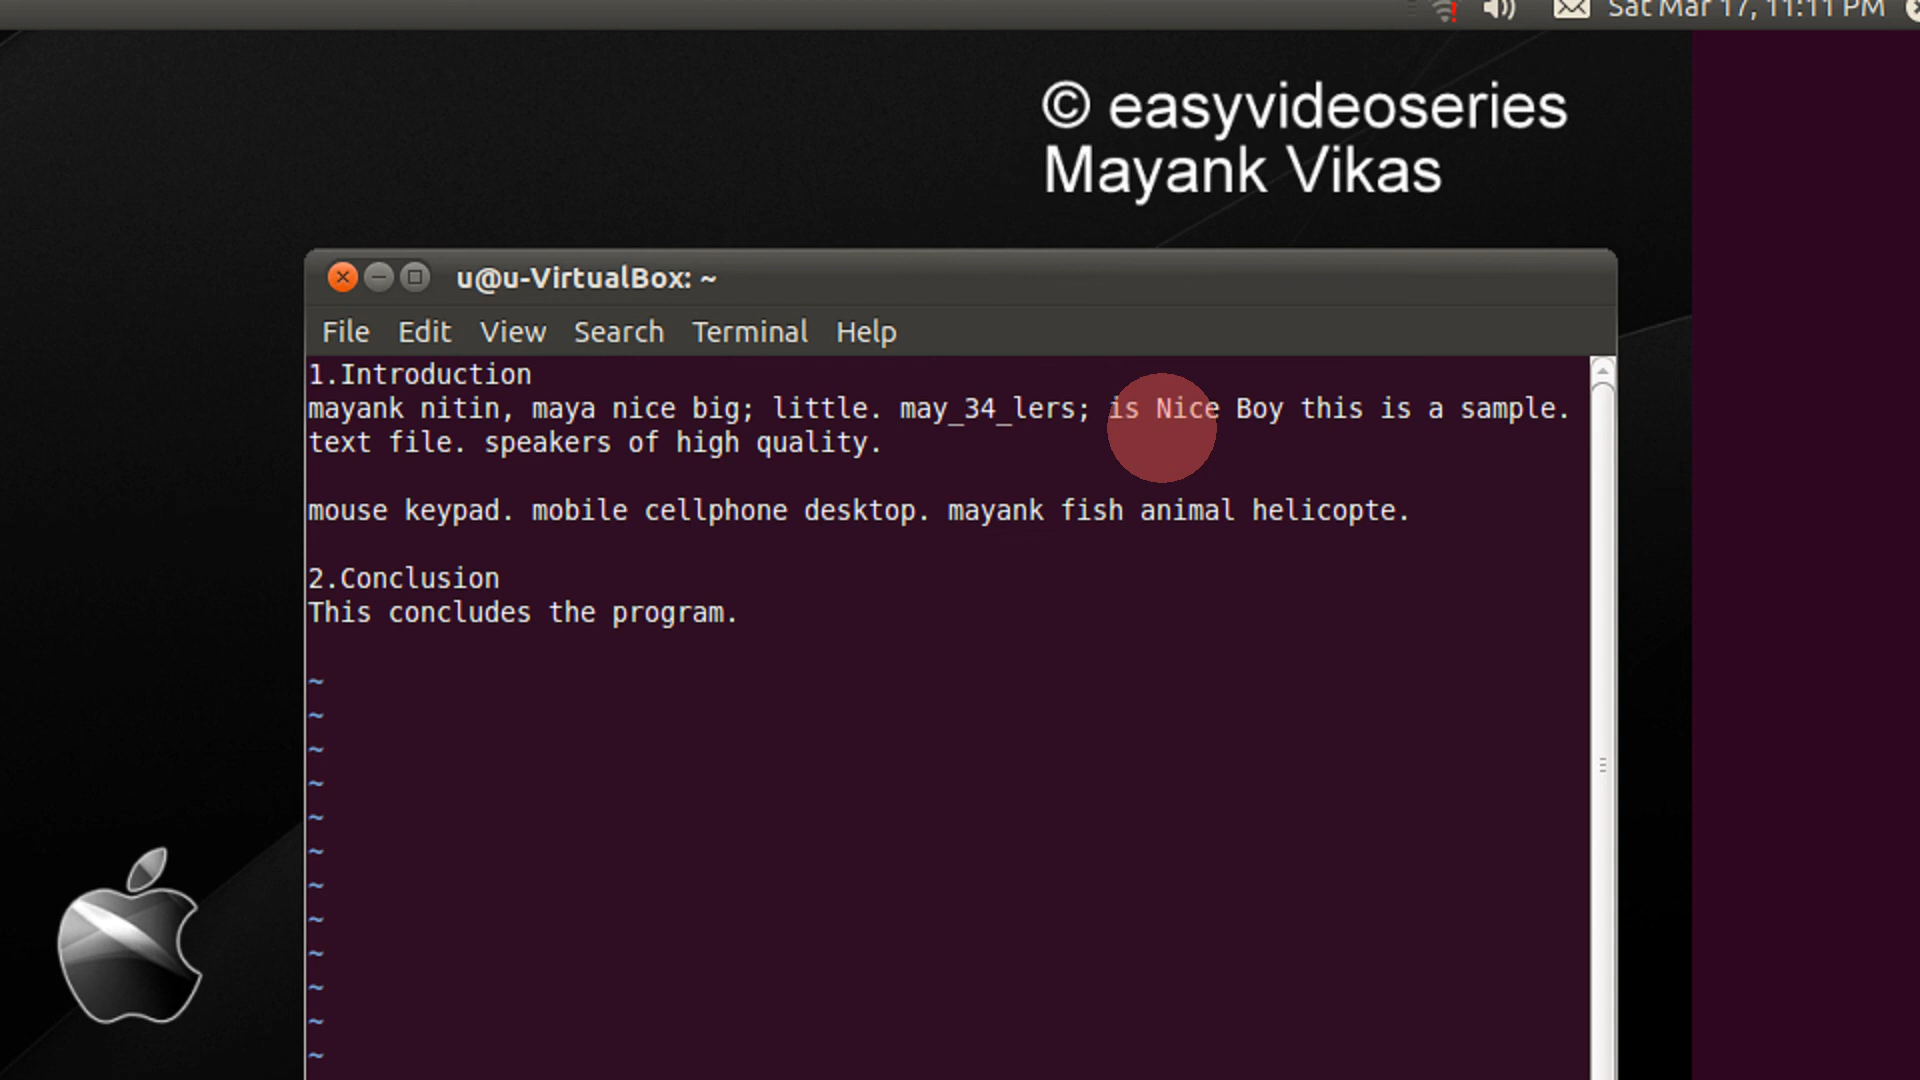 Sat Mar 17, 11:11 PM
© easyvideoseries
Mayank Vikas
u@u-VirtualBox: ~
File Edit View Search Terminal Help
1.Introduction
mayank nitin, maya nice big; little. may_34_lers; is Nice Boy this is a sample.
text file. speakers of high quality.
mouse keypad. mobile cellphone desktop. mayank fish animal helicopte.
2.Conclusion
This concludes the program.
~
~
~
~
~
~
~
~
~
~
~
~